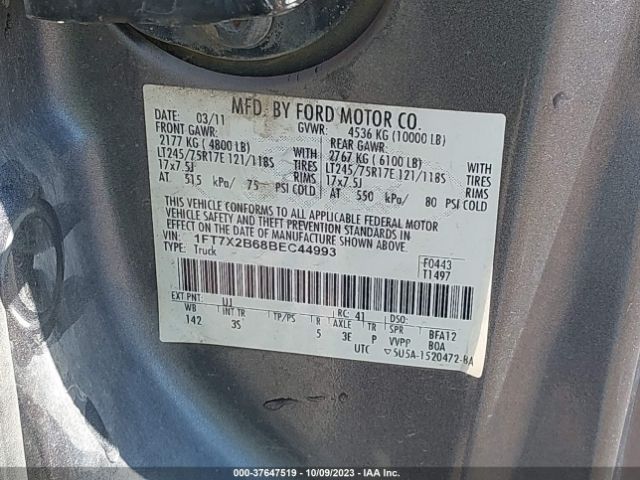 MFD. BY FORD MOTOR CO.
DATE: 03/11 GVWR: 4536 KG (10000 LB)
FRONT GAWR: REAR GAWR:
2177 KG (4800 LB) WITH 2767 KG (6100 LB) WITH
LT245/75R17E 121/118S TIRES LT245/75R17E 121/118S TIRES
17x7.5J RIMS 17x7.5J RIMS
AT 515 kPa/ 75 PSI COLD AT 550 kPa/ 80 PSI COLD
THIS VEHICLE CONFORMS TO ALL APPLICABLE FEDERAL MOTOR
VEHICLE SAFETY AND THEFT PREVENTION STANDARDS IN
EFFECT ON THE DATE OF MANUFACTURE SHOWN ABOVE.
VIN: 1FT7X2B68BEC44993
TYPE: Truck
F0443
T1497
EXT PNT: UJ RC: 41 DSO:
WB INT TR TP/PS R AXLE TR SPR BFA12
142 3S 5 3F P VVPP BOA
UTC 5U5A-1520472-BA
000-37647519 - 10/09/2023 - IAA Inc.